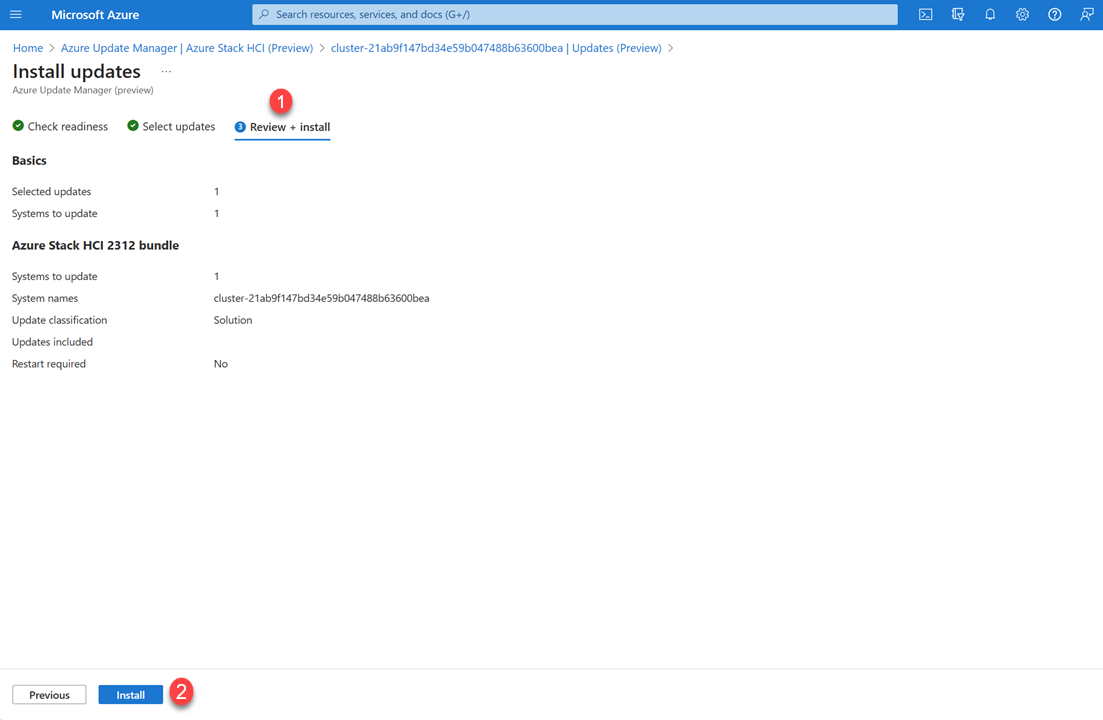 Microsoft Azure
Search resources, services, and docs (G+/)
Home > Azure Update Manager | Azure Stack HCI (Preview) > cluster-21ab9f147bd34e59b047488b63600bea | Updates (Preview) >
Install updates ...
Azure Update Manager (preview)
1
Check readiness Select updates 3 Review + install
Basics
Selected updates 1
Systems to update 1
Azure Stack HCI 2312 bundle
Systems to update 1
System names cluster-21ab9f147bd34e59b047488b63600bea
Update classification Solution
Updates included
Restart required No
Previous Install 2